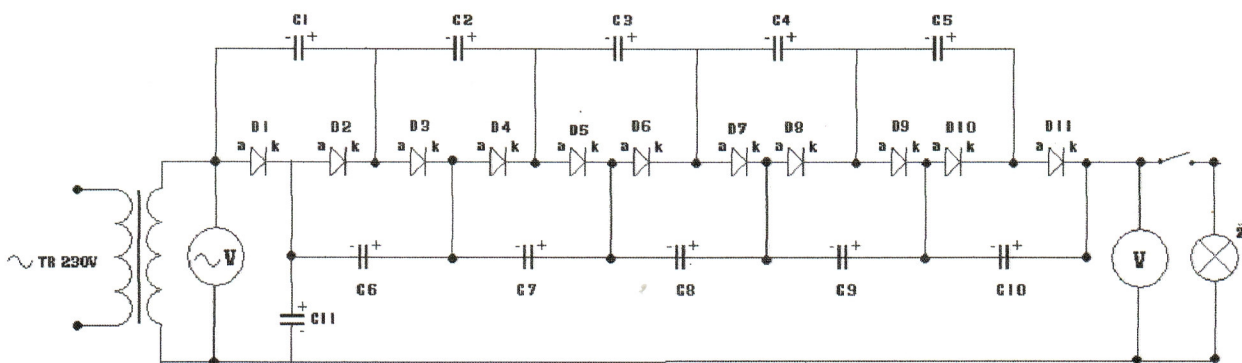 C1 C2 C3 C4 C5
- + - + - + - + - +
D1 D2 D3 D4 D5 D6 D7 D8 D9 D10 D11
a k a k a k a k a k a k a k a k a k a k a k
∼ TR 230V
∼ V
- + - + - + - + - +
V
C6 C7 C8 C9 C10
+
C11
-